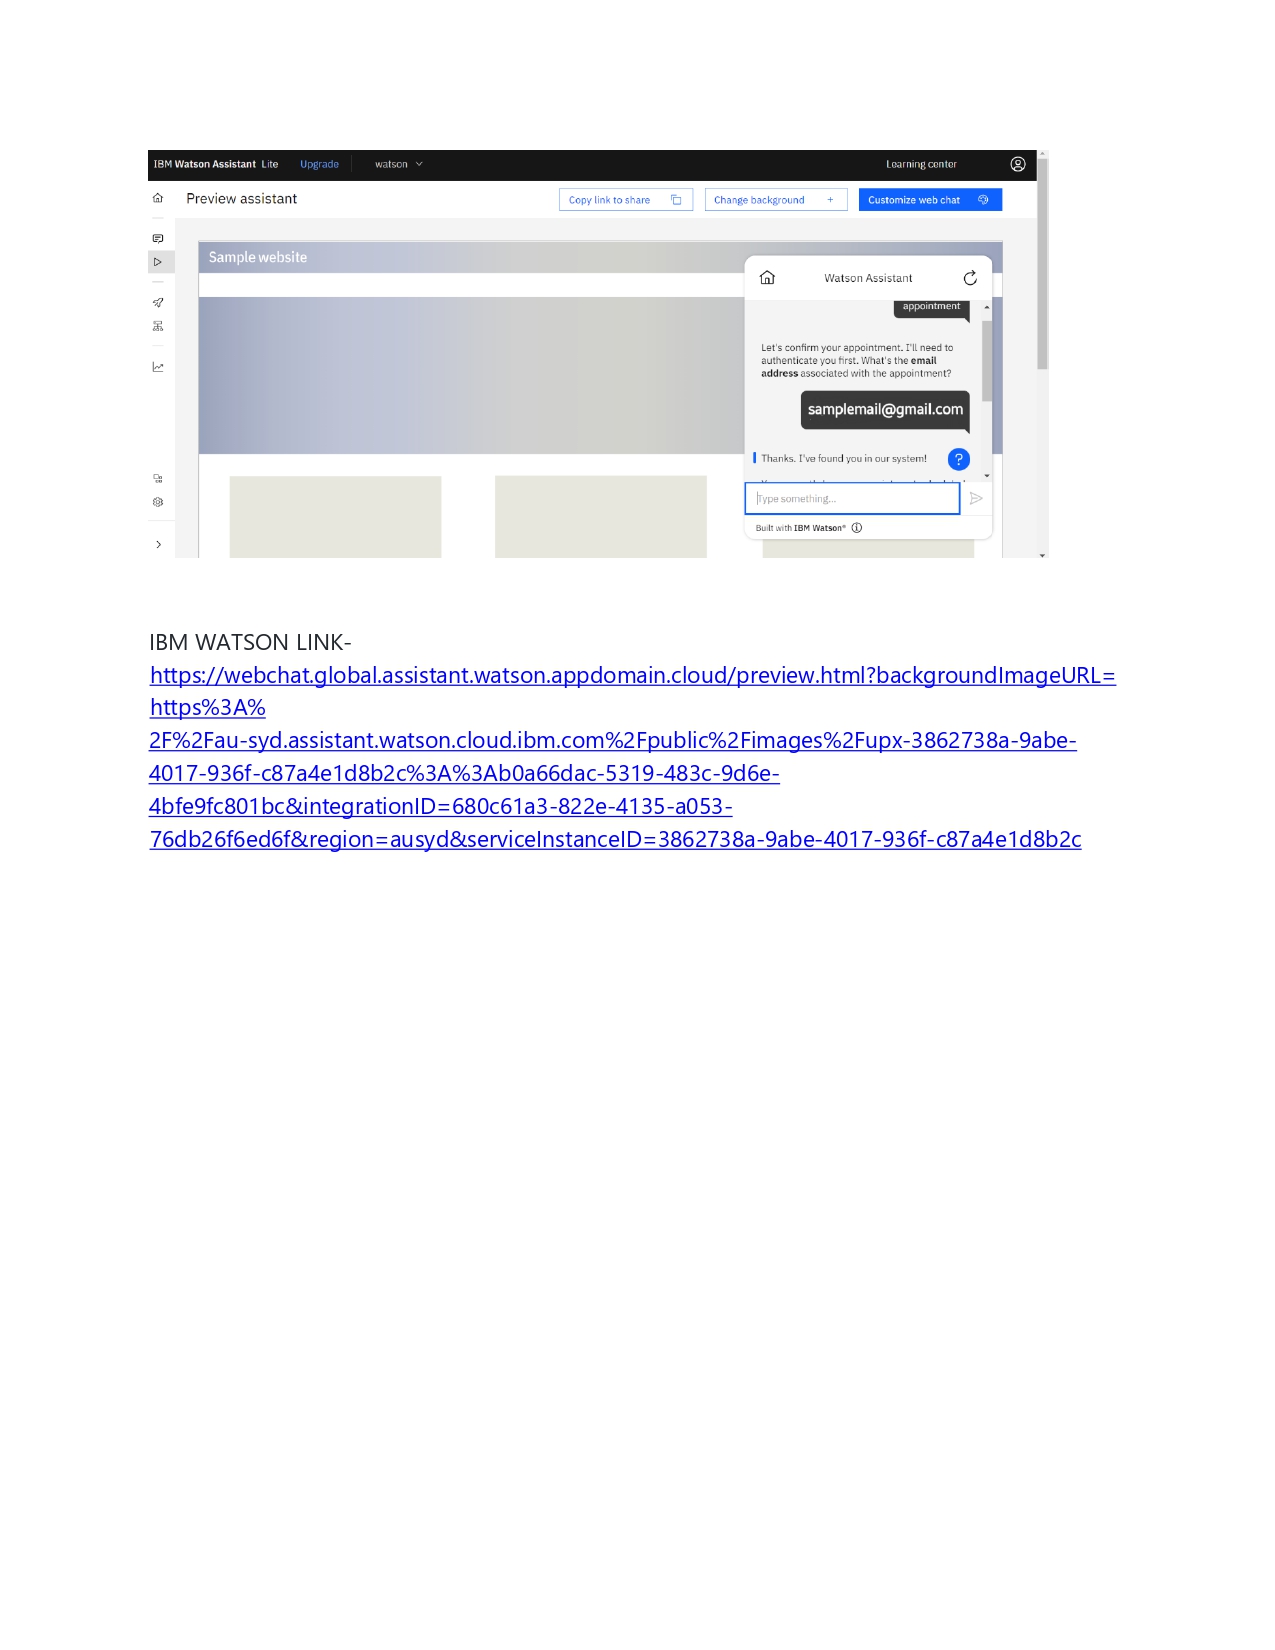 IBM Watson Assistant Lite Upgrade watson Learning center
Preview assistant Copy link to share Change background + Customize web chat
Sample website
Watson Assistant
appointment
Let's confirm your appointment. I'll need to
authenticate you first. What's the email
address associated with the appointment?
samplemail@gmail.com
Thanks. I've found you in our system!
?
Type something...
Built with IBM Watson®
IBM WATSON LINK-
https://webchat.global.assistant.watson.appdomain.cloud/preview.html?backgroundImageURL=
https%3A%
2F%2Fau-syd.assistant.watson.cloud.ibm.com%2Fpublic%2Fimages%2Fupx-3862738a-9abe-
4017-936f-c87a4e1d8b2c%3A%3Ab0a66dac-5319-483c-9d6e-
4bfe9fc801bc&integrationID=680c61a3-822e-4135-a053-
76db26f6ed6f&region=ausyd&serviceInstanceID=3862738a-9abe-4017-936f-c87a4e1d8b2c